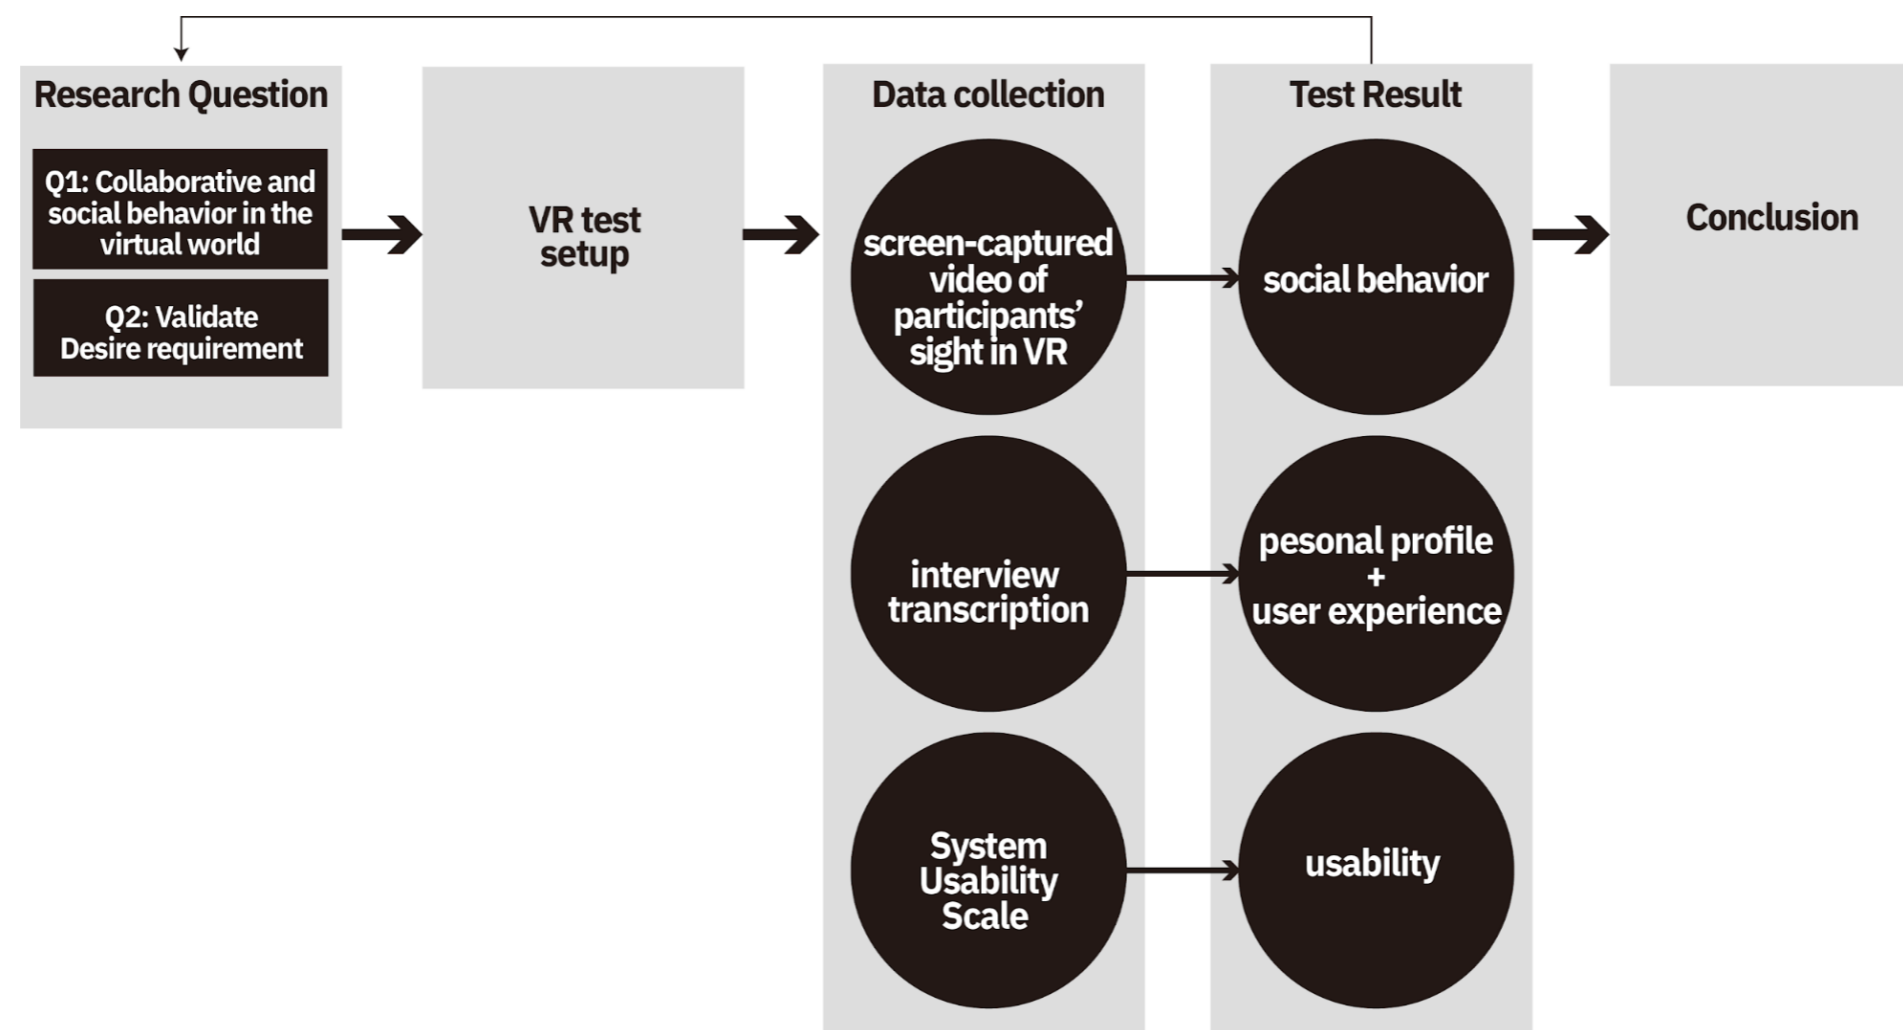 Research Question
Q1: Collaborative and
social behavior in the
virtual world
Q2: Validate
Desire requirement
VR test
setup
Data collection
screen-captured
video of
participants’
sight in VR
interview
transcription
System
Usability
Scale
Test Result
social behavior
pesonal profile
+
user experience
usability
Conclusion